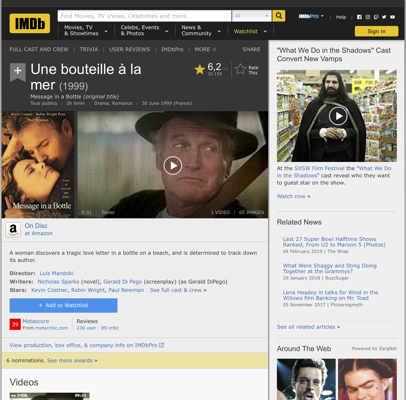 IMDb
Find Movies, TV shows, Celebrities and more...
All
IMDbPro
Help
Movies, TV & Showtimes
Celebs, Events & Photos
News & Community
Watchlist
Sign in
FULL CAST AND CREW | TRIVIA | USER REVIEWS | IMDbPro | MORE
SHARE
Une bouteille à la
mer (1999)
6,2
Rate
This
Message in a Bottle (original title)
Tous publics | 2h 6min | Drama, Romance | 30 June 1999 (France)
Kevin Costner Robin Wright Penn Paul Newman
Message in a Bottle
0:31 | Trailer
1 VIDEO | 65 IMAGES
On Disc
at Amazon
A woman discovers a tragic love letter in a bottle on a beach, and is determined to track down
its author.
Director: Luis Mandoki
Writers: Nicholas Sparks (novel), Gerald Di Pego (screenplay) (as Gerald DiPego)
Stars: Kevin Costner, Robin Wright, Paul Newman | See full cast & crew »
+ Add to Watchlist
39
Metascore
From metacritic.com
Reviews
230 user | 69 critic
View production, box office, & company info on IMDbPro
6 nominations. See more awards »
Videos
"What We Do in the Shadows" Cast
Convert New Vamps
At the SXSW Film Festival the "What We
Do in the Shadows" cast reveal who they
want to guest star on the show.
Watch now »
Related News
Last 27 Super Bowl Halftime Shows
Ranked, From U2 to Maroon 5 (Photos)
04 February 2019 | The Wrap
What Were Shaggy and Sting Doing
Together at the Grammys?
29 January 2018 | BuzzSugar
Lena Headey in talks for Wind in the
Willows film Banking on Mr. Toad
05 November 2017 | Flickeringmyth
See all related articles »
Around The Web
Powered by ZergNet